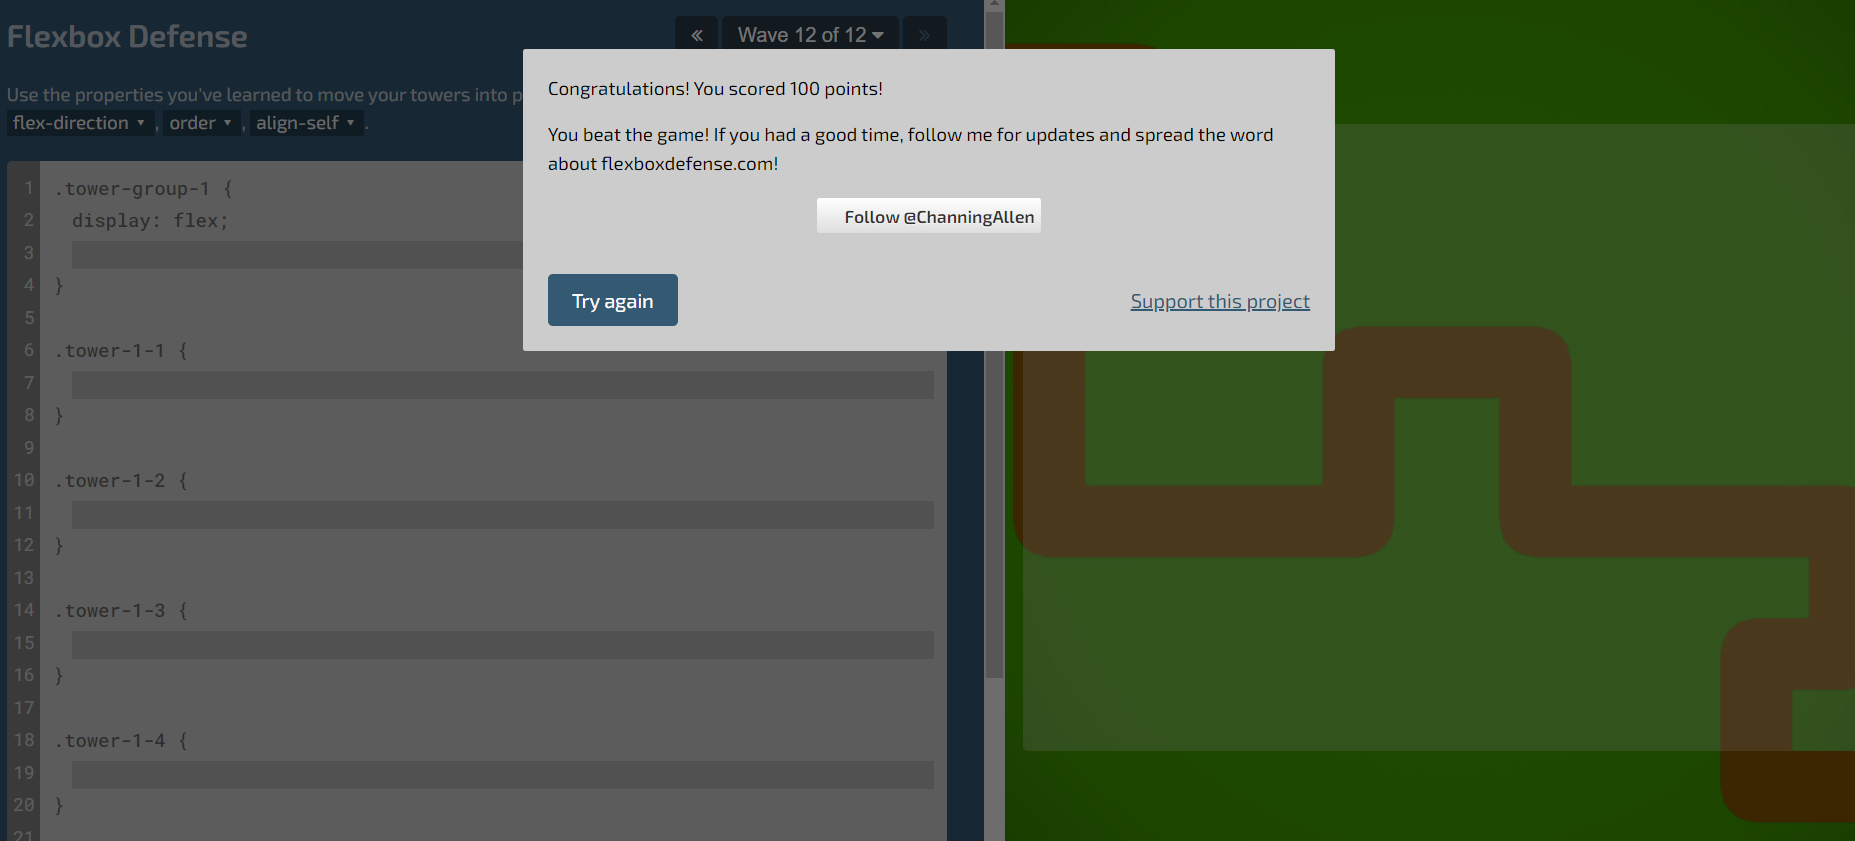 Flexbox Defense
« Wave 12 of 12 ▾ »
Use the properties you've learned to move your towers into p
flex-direction ▾ , order ▾ , align-self ▾ .
Congratulations! You scored 100 points!
You beat the game! If you had a good time, follow me for updates and spread the word
about flexboxdefense.com!
Follow @ChanningAllen
Try again
Support this project
1 .tower-group-1 {
2 display: flex;
3
4 }
5
6 .tower-1-1 {
7
8 }
9
10 .tower-1-2 {
11
12 }
13
14 .tower-1-3 {
15
16 }
17
18 .tower-1-4 {
19
20 }
21